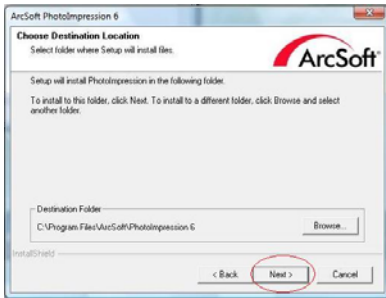 ArcSoft PhotoImpression 6
Choose Destination Location
Select folder where Setup will install files.
ArcSoft
Setup will install PhotoImpression in the following folder.
To install to this folder, click Next. To install to a different folder, click Browse and select
another folder.
Destination Folder
C:\Program Files\ArcSoft\PhotoImpression 6
Browse...
InstallShield
< Back
Next >
Cancel